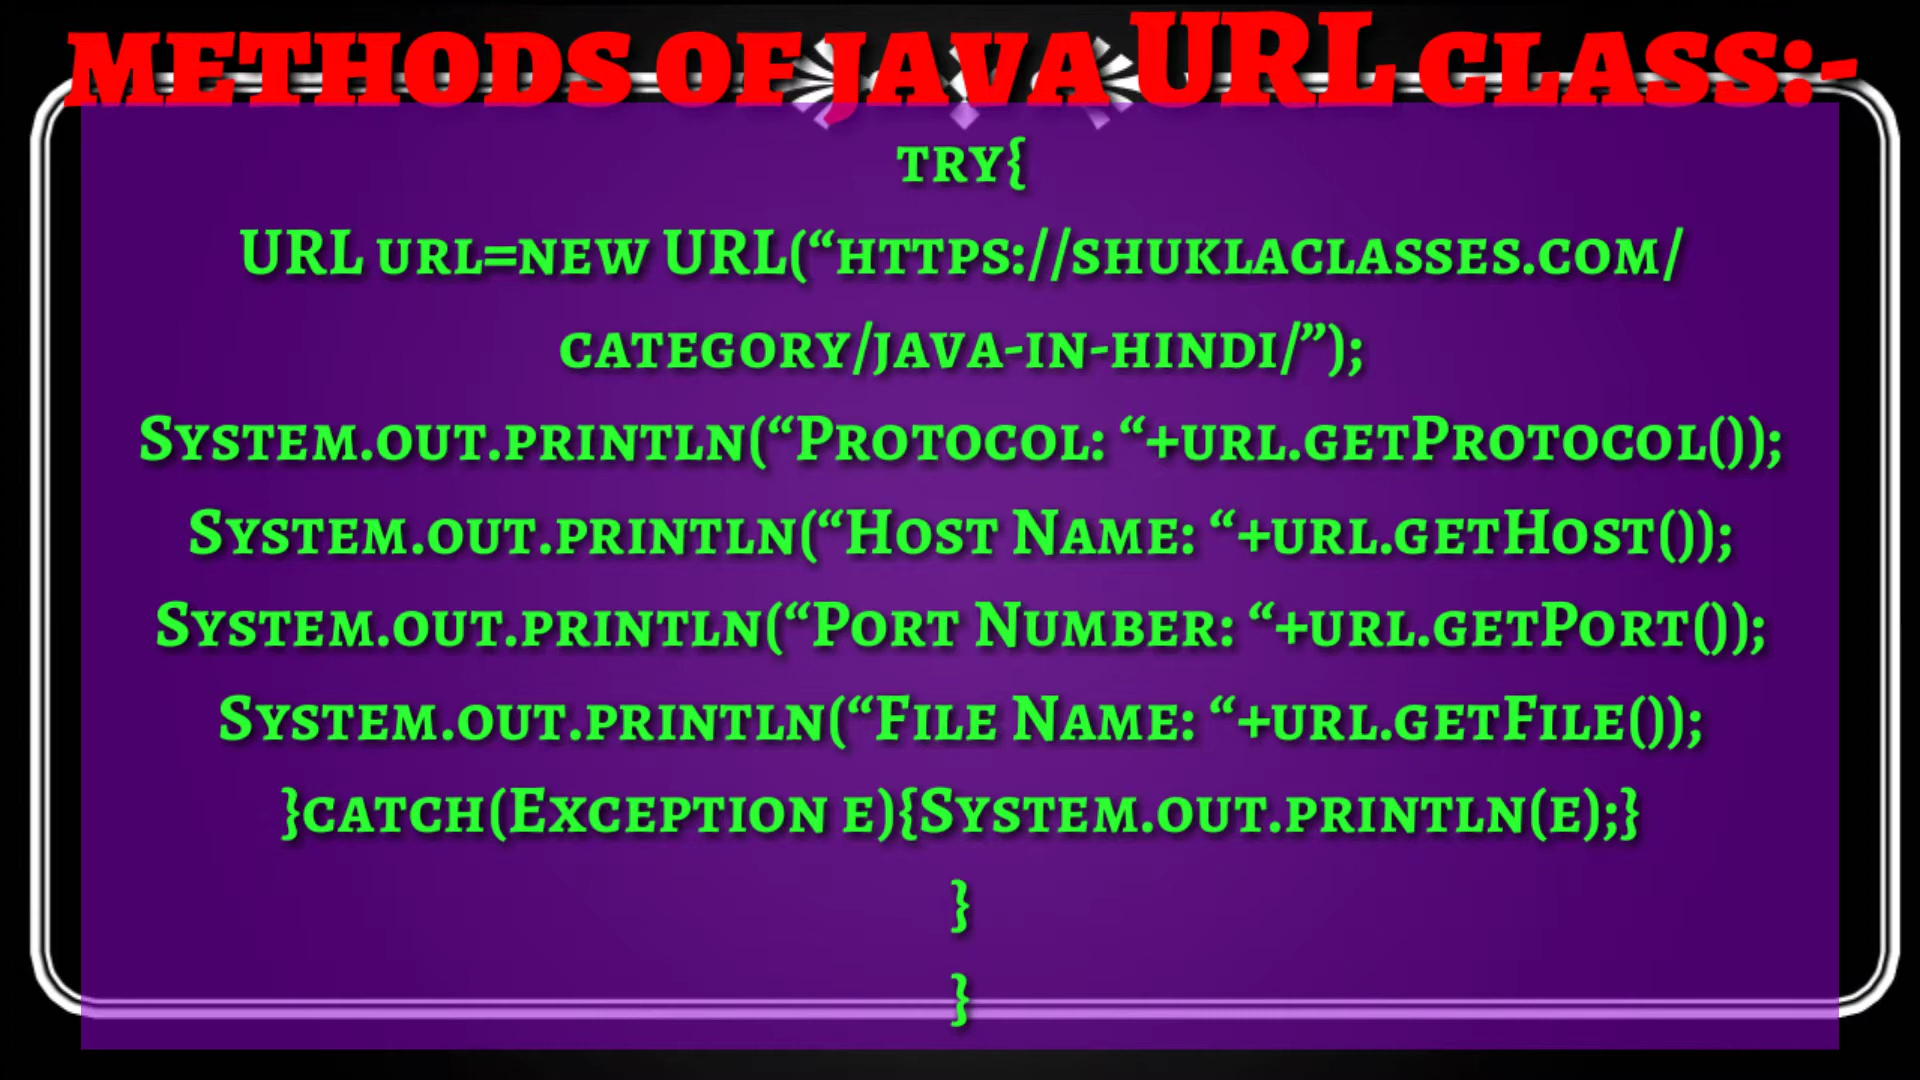 METHODS OF JAVA URL CLASS:-
try{
URL url=new URL(“https://shuklaclasses.com/
category/java-in-hindi/”);
System.out.println(“Protocol: “+url.getProtocol());
System.out.println(“Host Name: “+url.getHost());
System.out.println(“Port Number: “+url.getPort());
System.out.println(“File Name: “+url.getFile());
}catch(Exception e){System.out.println(e);}
}
}